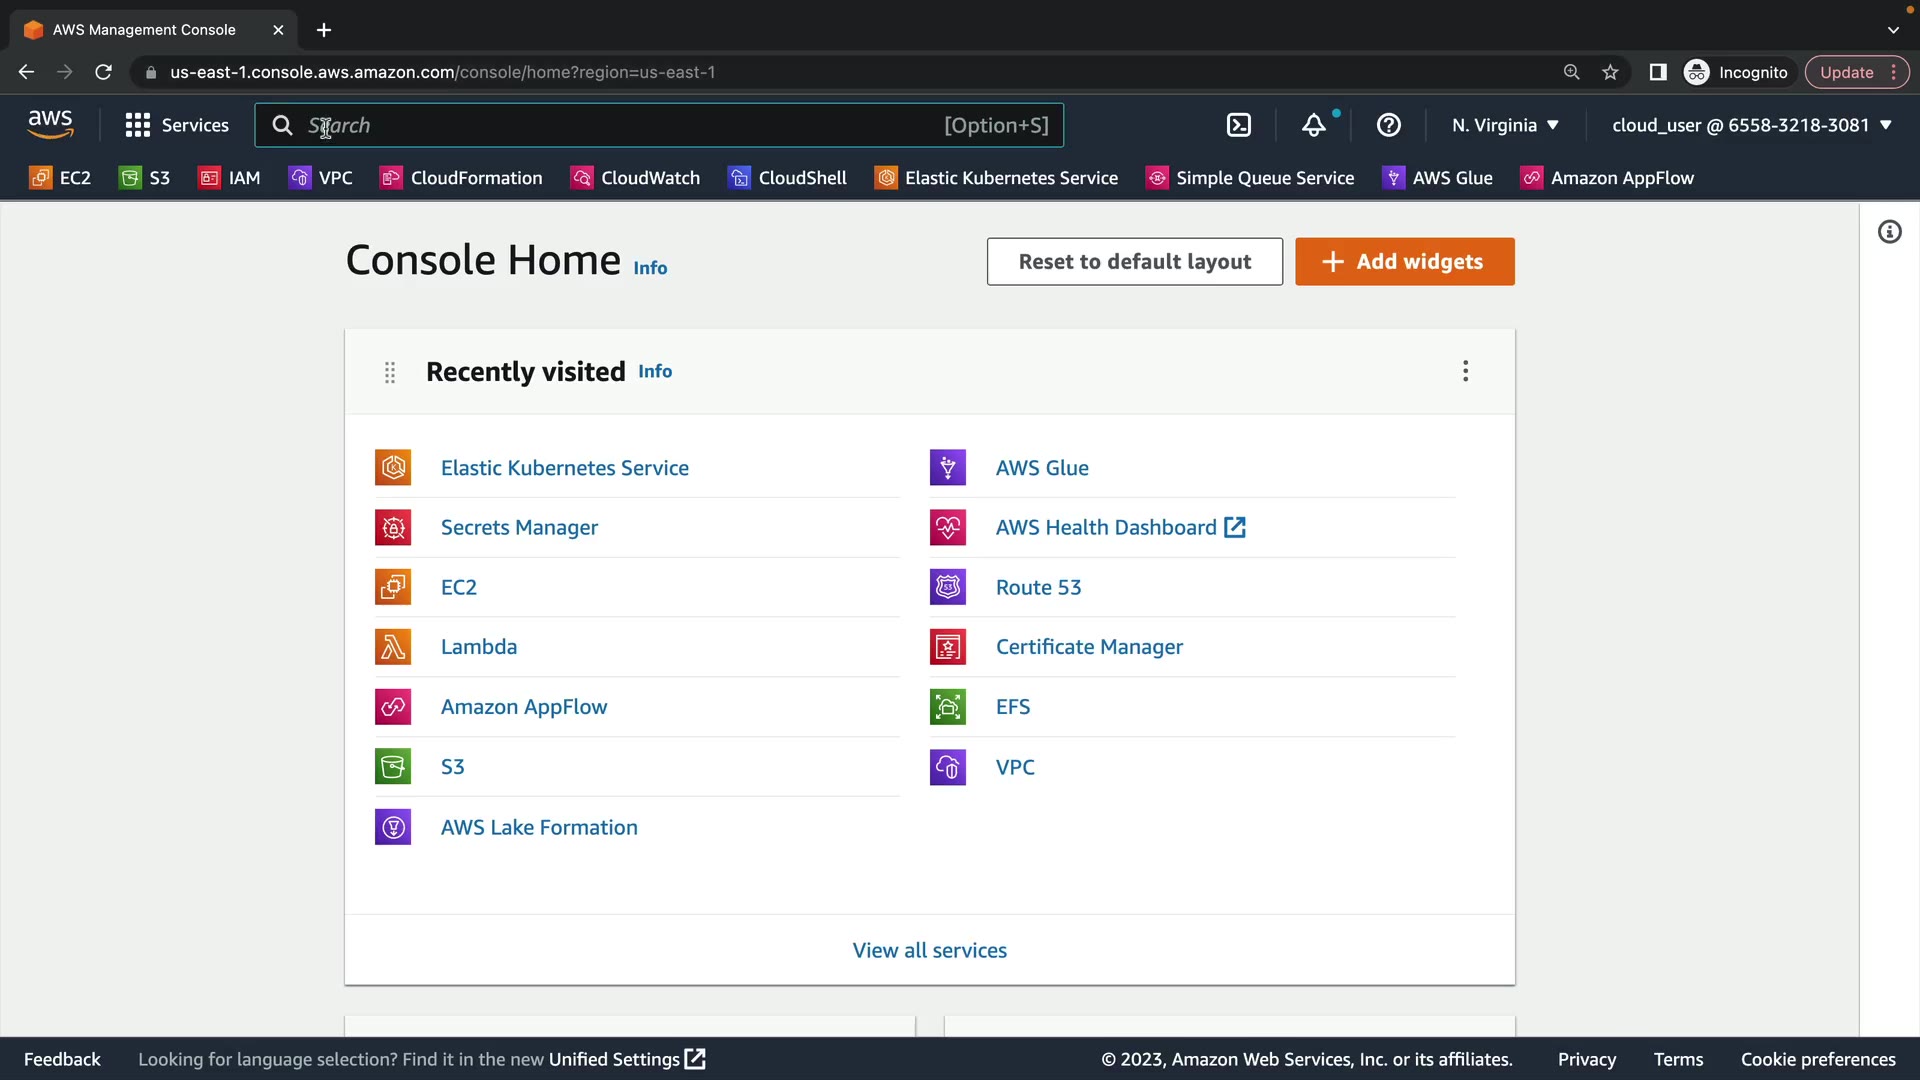 AWS Management Console
us-east-1.console.aws.amazon.com/console/home?region=us-east-1
Incognito
Update
aws
Services
Search
[Option+S]
N. Virginia
cloud_user @ 6558-3218-3081
EC2
S3
IAM
VPC
CloudFormation
CloudWatch
CloudShell
Elastic Kubernetes Service
Simple Queue Service
AWS Glue
Amazon AppFlow
Console Home
Info
Reset to default layout
Add widgets
Recently visited
Info
Elastic Kubernetes Service
Secrets Manager
EC2
Lambda
Amazon AppFlow
S3
AWS Lake Formation
AWS Glue
AWS Health Dashboard
Route 53
Certificate Manager
EFS
VPC
View all services
Feedback
Looking for language selection? Find it in the new Unified Settings
© 2023, Amazon Web Services, Inc. or its affiliates.
Privacy
Terms
Cookie preferences